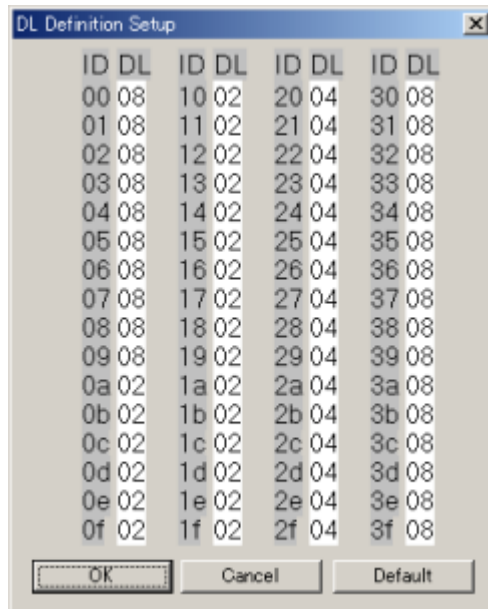 DL Definition Setup
ID DL ID DL ID DL ID DL
00 08 10 02 20 04 30 08
01 08 11 02 21 04 31 08
02 08 12 02 22 04 32 08
03 08 13 02 23 04 33 08
04 08 14 02 24 04 34 08
05 08 15 02 25 04 35 08
06 08 16 02 26 04 36 08
07 08 17 02 27 04 37 08
08 08 18 02 28 04 38 08
09 08 19 02 29 04 39 08
0a 02 1a 02 2a 04 3a 08
0b 02 1b 02 2b 04 3b 08
0c 02 1c 02 2c 04 3c 08
0d 02 1d 02 2d 04 3d 08
0e 02 1e 02 2e 04 3e 08
0f 02 1f 02 2f 04 3f 08
OK Cancel Default